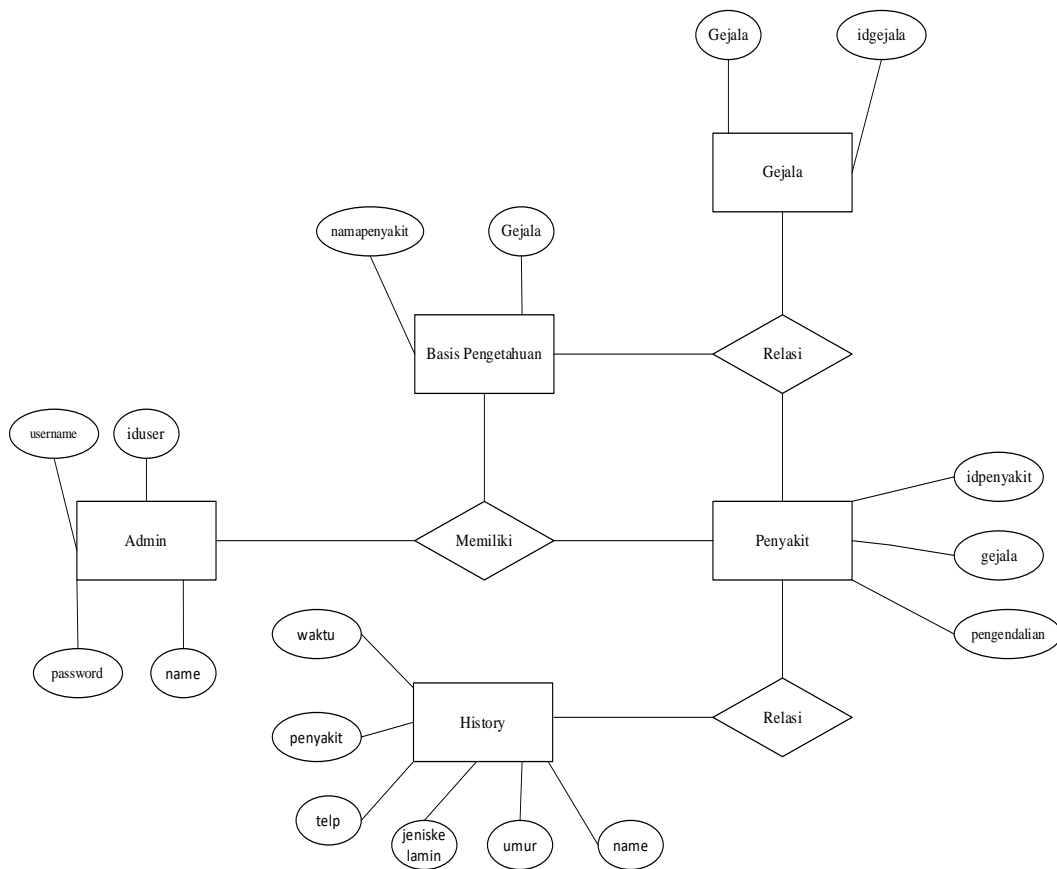 Gejala
idgejala
Gejala
namapenyakit
Gejala
Basis Pengetahuan
Relasi
username
iduser
idpenyakit
Admin
Memiliki
Penyakit
gejala
waktu
pengendalian
password
name
History
Relasi
penyakit
telp
jeniske
lamin
umur
name